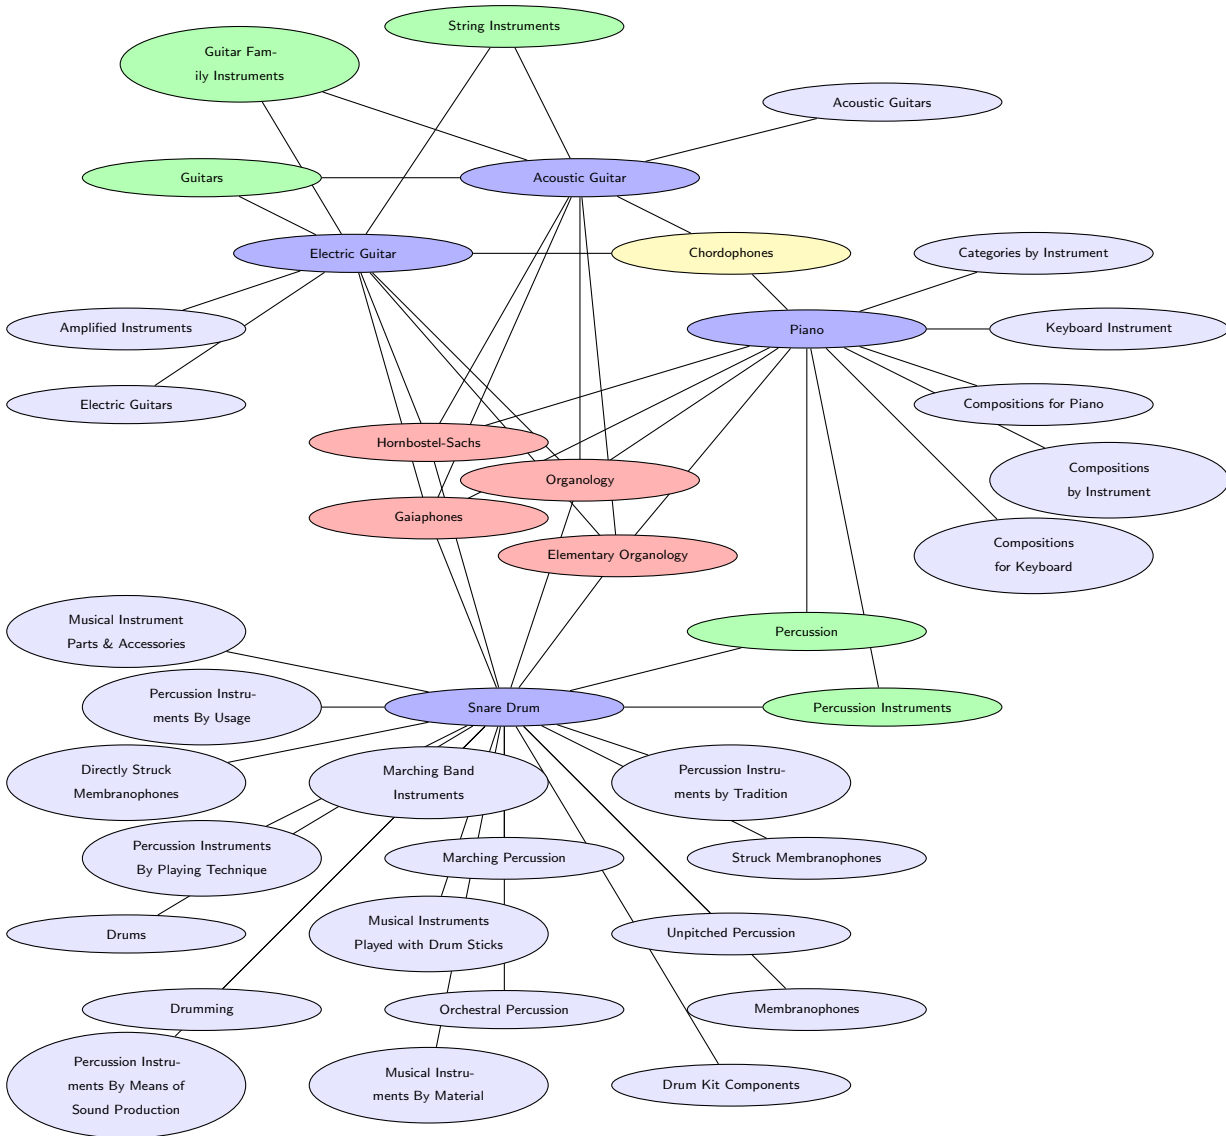 String Instruments
Guitar Fam-
ily Instruments
Acoustic Guitars
Guitars
Acoustic Guitar
Electric Guitar
Chordophones
Categories by Instrument
Amplified Instruments
Piano
Keyboard Instrument
Electric Guitars
Compositions for Piano
Hornbostel-Sachs
Organology
Compositions
by Instrument
Gaiaphones
Elementary Organology
Compositions
for Keyboard
Musical Instrument
Parts & Accessories
Percussion
Percussion Instru-
ments By Usage
Snare Drum
Percussion Instruments
Directly Struck
Membranophones
Marching Band
Instruments
Percussion Instru-
ments by Tradition
Percussion Instruments
By Playing Technique
Marching Percussion
Struck Membranophones
Drums
Musical Instruments
Played with Drum Sticks
Unpitched Percussion
Drumming
Orchestral Percussion
Membranophones
Percussion Instru-
ments By Means of
Sound Production
Musical Instru-
ments By Material
Drum Kit Components